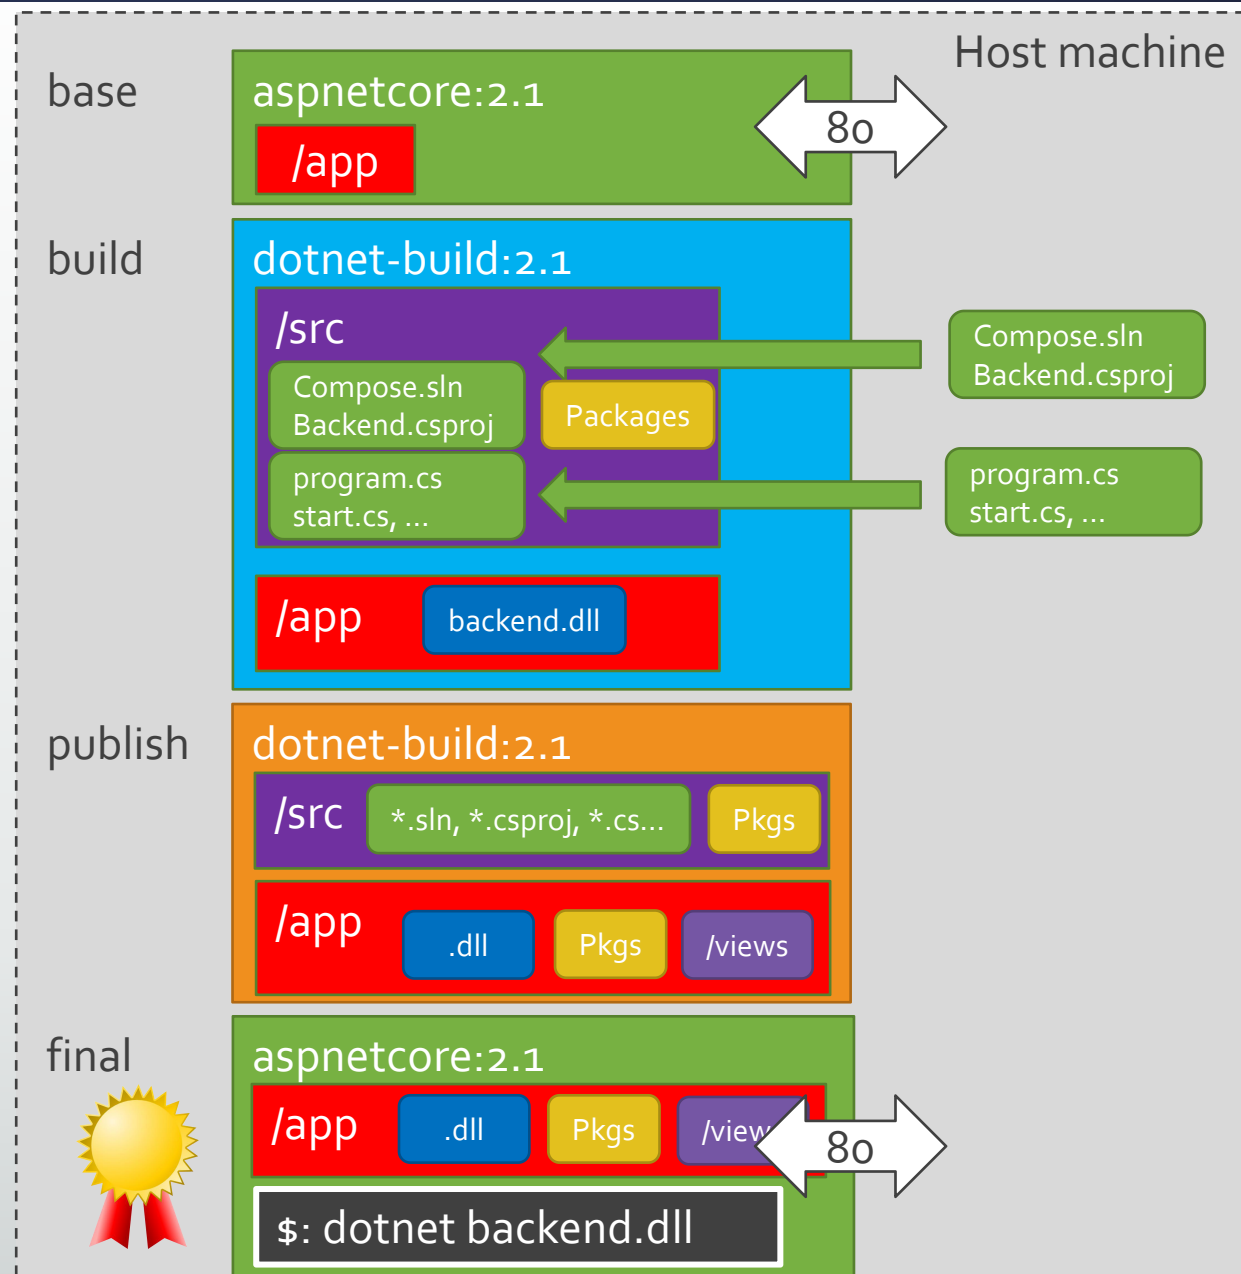 Host machine
base
aspnetcore:2.1
80
/app
build
dotnet-build:2.1
/src
Compose.sln
Backend.csproj
Packages
program.cs
start.cs, ...
Compose.sln
Backend.csproj
program.cs
start.cs, ...
/app
backend.dll
publish
dotnet-build:2.1
/src
*.sln, *.csproj, *.cs...
Pkgs
/app
.dll
Pkgs
/views
final
aspnetcore:2.1
/app
.dll
Pkgs
/view
80
$: dotnet backend.dll